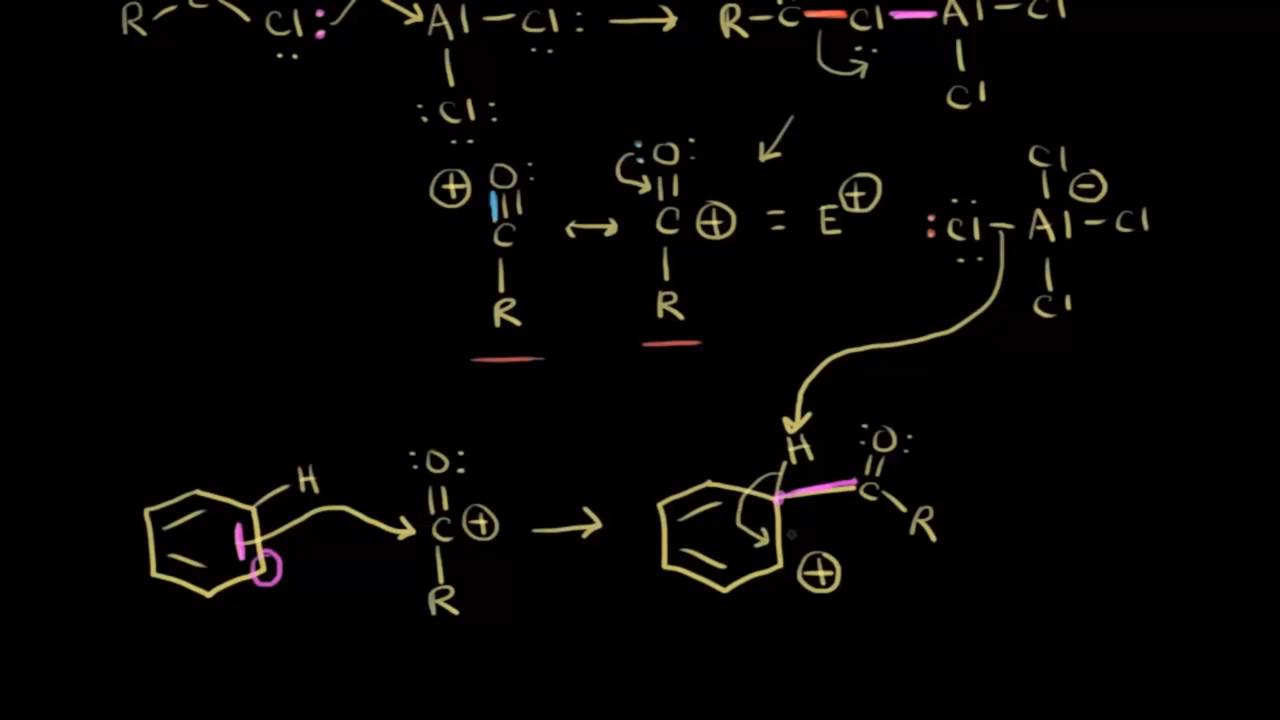 R C Cl: Al – Cl: → R – C – Cl – Al – Cl
:Cl: Cl
⊕ O: :O: Cl ⊖
C ↔ C ⊕ = E⊕ :Cl – Al – Cl
R R Cl
H :O:
H :O: C
C ⊕ → R
R ⊕